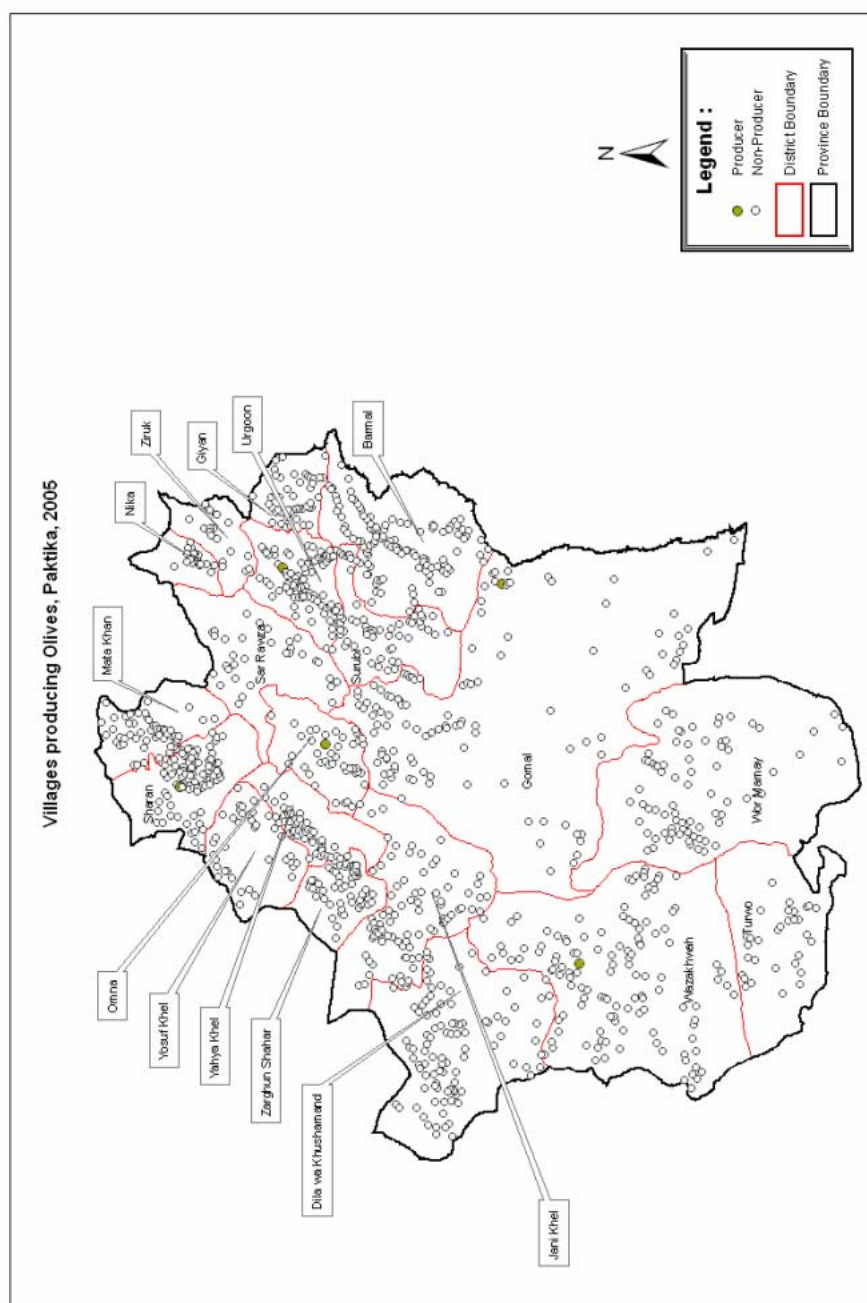 Villages producing Olives, Paktika, 2005
Nika
Ziruk
Giyan
Urgoon
Barmal
Mata Khan
Sharan
Sar Rawza
Surubi
Omna
Yosuf Khel
Yahya Khel
Zarghun Shahar
Dila wa Khushamand
Jani Khel
Gomal
Wor Mamay
Wazakhwah
Turwo
N
Legend :
Producer
Non-Producer
District Boundary
Province Boundary